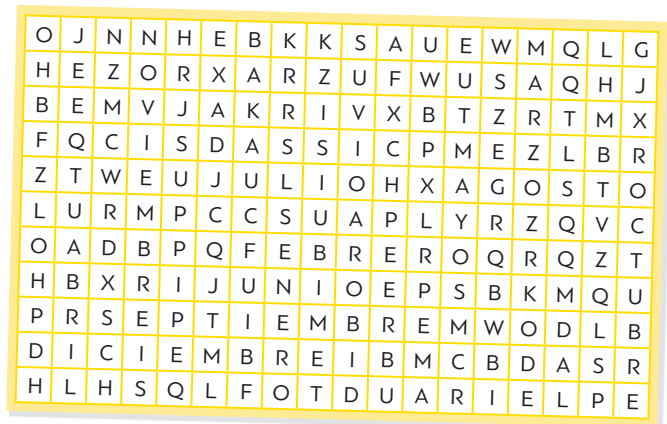 O J N N H E B K K S A U E W M Q L G
H E Z O R X A R Z U F W U S A Q H J
B E M V J A K R I V X B T Z R T M X
F Q C I S D A S S I C P M E Z L B R
Z T W E U J U L I O H X A G O S T O
L U R M P C C S U A P L Y R Z Q V C
O A D B P Q F E B R E R O Q R Q Z T
H B X R I J U N I O E P S B K M Q U
P R S E P T I E M B R E M W O D L B
D I C I E M B R E I B M C B D A S R
H L H S Q L F O T D U A R I E L P E